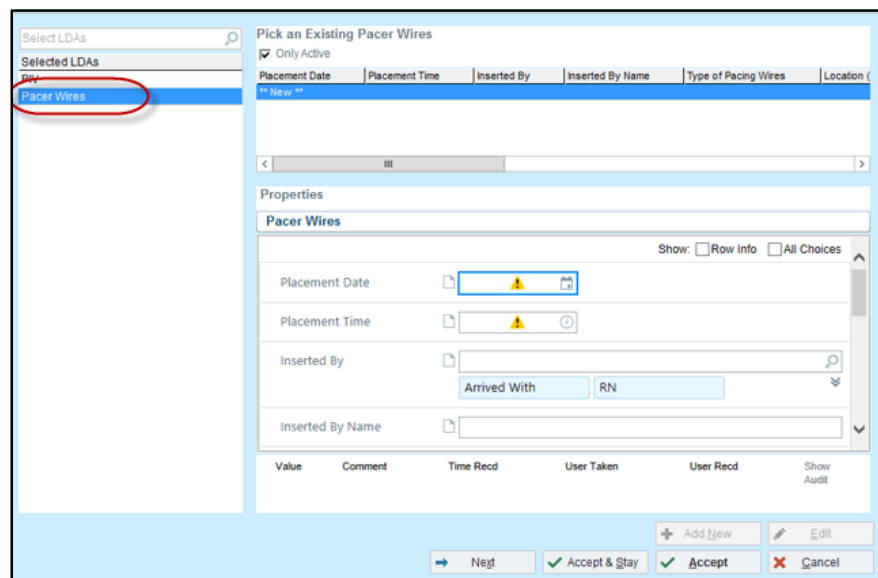 Select LDAs
Selected LDAs
PIV
Pacer Wires
Pick an Existing Pacer Wires
Only Active
Placement Date Placement Time Inserted By Inserted By Name Type of Pacing Wires Location (
** New **
Properties
Pacer Wires
Show: Row Info All Choices
Placement Date
Placement Time
Inserted By
Arrived With RN
Inserted By Name
Value Comment Time Recd User Taken User Recd Show Audit
Add New Edit
Next Accept & Stay Accept Cancel